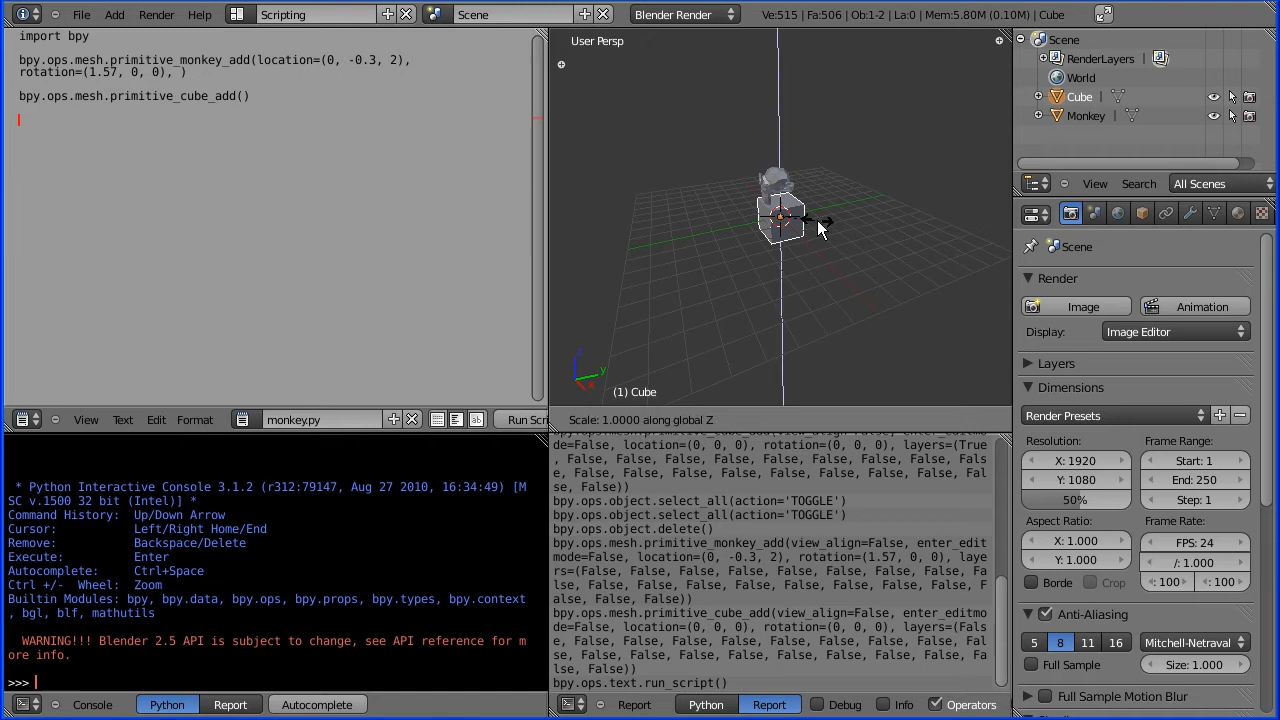 File Add Render Help Scripting Scene Blender Render Ve:515 | Fa:506 | Ob:1-2 | La:0 | Mem:5.80M (0.10M) | Cube
import bpy
bpy.ops.mesh.primitive_monkey_add(location=(0, -0.3, 2),
rotation=(1.57, 0, 0), )
bpy.ops.mesh.primitive_cube_add()
View Text Edit Format monkey.py Run Scri
User Persp
z
y
x
(1) Cube
Scale: 1.0000 along global Z
* Python Interactive Console 3.1.2 (r312:79147, Aug 27 2010, 16:34:49) [M
SC v.1500 32 bit (Intel)] *
Command History: Up/Down Arrow
Cursor: Left/Right Home/End
Remove: Backspace/Delete
Execute: Enter
Autocomplete: Ctrl+Space
Ctrl +/- Wheel: Zoom
Builtin Modules: bpy, bpy.data, bpy.ops, bpy.props, bpy.types, bpy.context
, bgl, blf, mathutils
WARNING!!! Blender 2.5 API is subject to change, see API reference for m
ore info.
>>>
Console Python Report Autocomplete
de=False, location=(0, 0, 0), rotation=(0, 0, 0), layers=(True
, False, False, False, False, False, False, False, False, Fals
e, False, False, False, False, False, False, False, False, Fal
se, False))
bpy.ops.object.select_all(action='TOGGLE')
bpy.ops.object.select_all(action='TOGGLE')
bpy.ops.object.delete()
bpy.ops.mesh.primitive_monkey_add(view_align=False, enter_edit
mode=False, location=(0, -0.3, 2), rotation=(1.57, 0, 0), laye
rs=(False, False, False, False, False, False, False, False, Fa
lse, False, False, False, False, False, False, False, False, F
alse, False, False))
bpy.ops.mesh.primitive_cube_add(view_align=False, enter_editmo
de=False, location=(0, 0, 0), rotation=(0, 0, 0), layers=(Fals
e, False, False, False, False, False, False, False, False, Fal
se, False, False, False, False, False, False, False, False, Fa
lse, False))
bpy.ops.text.run_script()
Report Python Report Debug Info Operators
Scene
RenderLayers
World
Cube
Monkey
View Search All Scenes
Scene
Render
Image Animation
Display: Image Editor
Layers
Dimensions
Render Presets
Resolution: Frame Range:
X: 1920 Start: 1
Y: 1080 End: 250
50% Step: 1
Aspect Ratio: Frame Rate:
X: 1.000 FPS: 24
Y: 1.000 /: 1.000
Borde Crop : 100 : 100
Anti-Aliasing
5 8 11 16 Mitchell-Netraval
Full Sample Size: 1.000
Full Sample Motion Blur